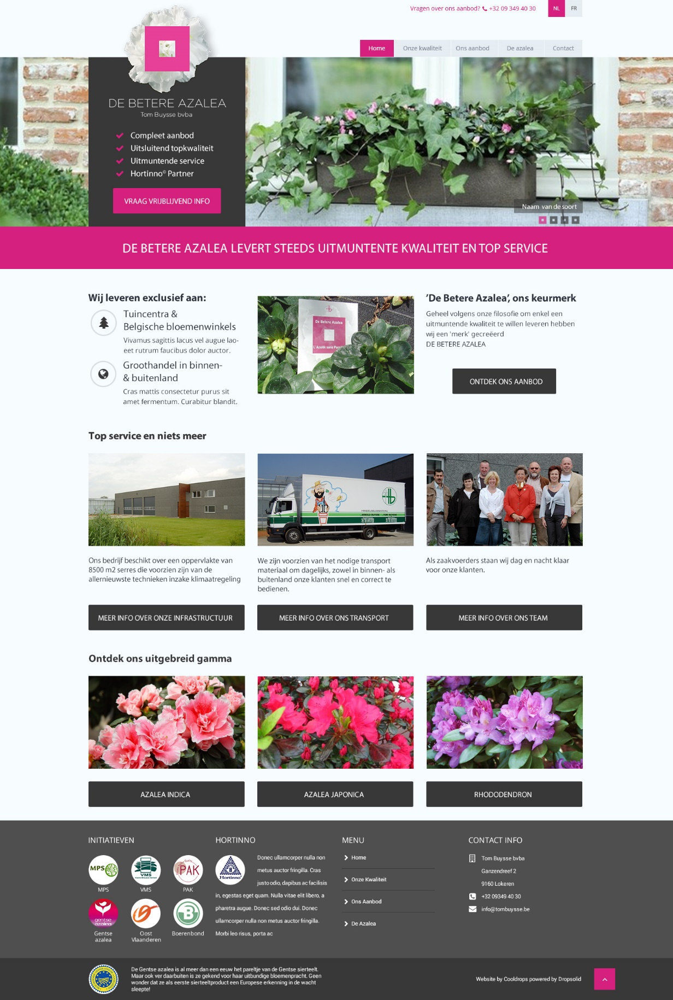 Vragen over ons aanbod? +32 09 349 40 30
NL
FR
Home
Onze kwaliteit
Ons aanbod
De azalea
Contact
DE BETERE AZALEA
Tom Buysse bvba
Compleet aanbod
Uitsluitend topkwaliteit
Uitmuntende service
Hortinno© Partner
VRAAG VRIJBLIJVEND INFO
Naam van de soort
DE BETERE AZALEA LEVERT STEEDS UITMUNTENTE KWALITEIT EN TOP SERVICE
Wij leveren exclusief aan:
Tuincentra &
Belgische bloemenwinkels
Vivamus sagittis lacus vel augue lao-
eet rutrum faucibus dolor auctor.
Groothandel in binnen-
& buitenland
Cras mattis consectetur purus sit
amet fermentum. Curabitur blandit.
De Betere Azalea
L'Azalée sans
'De Betere Azalea', ons keurmerk
Geheel volgens onze filosofie om enkel een
uitmuntende kwaliteit te willen leveren hebben
wij een 'merk' gecreëerd
DE BETERE AZALEA
ONTDEK ONS AANBOD
Top service en niets meer
HANDELSBLOEMISTERIJ
Ons bedrijf beschikt over een oppervlakte van
8500 m2 serres die voorzien zijn van de
allernieuwste technieken inzake klimaatregeling
We zijn voorzien van het nodige transport
materiaal om dagelijks, zowel in binnen- als
buitenland onze klanten snel en correct te
bedienen.
Als zaakvoerders staan wij dag en nacht klaar
voor onze klanten.
MEER INFO OVER ONZE INFRASTRUCTUUR
MEER INFO OVER ONS TRANSPORT
MEER INFO OVER ONS TEAM
Ontdek ons uitgebreid gamma
AZALEA INDICA
AZALEA JAPONICA
RHODODENDRON
INITIATIEVEN
MPS
MPS
VMS
VMS
PAK
PAK
gentse
azalea
Gentse
azalea
Oost
Vlaanderen
B
Boerenbond
HORTINNO
Hortinno
Donec ullamcorper nulla non
metus auctor fringilla. Cras
justo odio, dapibus ac facilisis
in, egestas eget quam. Nulla vitae elit libero, a
pharetra augue. Donec sed odio dui. Donec
ullamcorper nulla non metus auctor fringilla.
Morbi leo risus, porta ac
MENU
Home
Onze Kwaliteit
Ons Aanbod
De Azalea
CONTACT INFO
Tom Buysse bvba
Ganzendreef 2
9160 Lokeren
+32 09349 40 30
info@tombuysse.be
De Gentse azalea is al meer dan een eeuw het pareltje van de Gentse sierteelt.
Maar ook ver daarbuiten is ze gekend voor haar uitbundige bloemenpracht. Geen
wonder dat ze als eerste sierteeltproduct een Europese erkenning in de wacht
sleepte!
Website by Cooldrops powered by Dropsolid